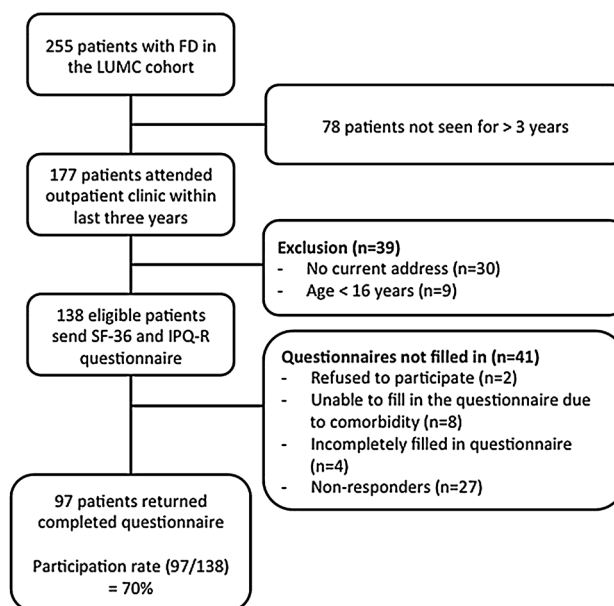 255 patients with FD in
the LUMC cohort
78 patients not seen for > 3 years
177 patients attended
outpatient clinic within
last three years
Exclusion (n=39)
- No current address (n=30)
- Age < 16 years (n=9)
138 eligible patients
send SF-36 and IPQ-R
questionnaire
Questionnaires not filled in (n=41)
- Refused to participate (n=2)
- Unable to fill in the questionnaire due
to comorbidity (n=8)
- Incompletely filled in questionnaire
(n=4)
- Non-responders (n=27)
97 patients returned
completed questionnaire
Participation rate (97/138)
= 70%